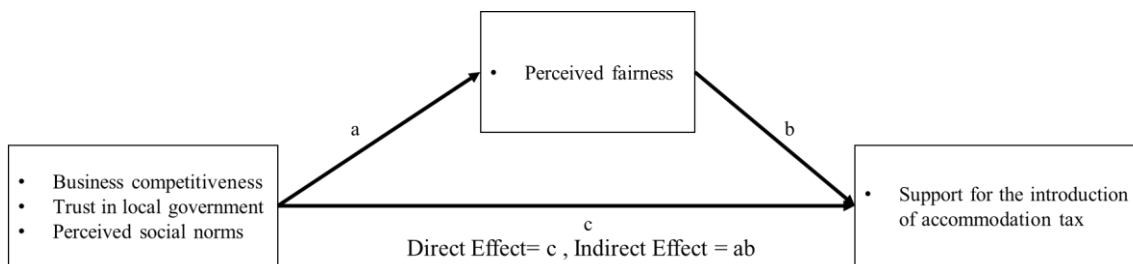 • Perceived fairness
a
b
• Business competitiveness
• Trust in local government
• Perceived social norms
• Support for the introduction
of accommodation tax
c
Direct Effect= c , Indirect Effect = ab